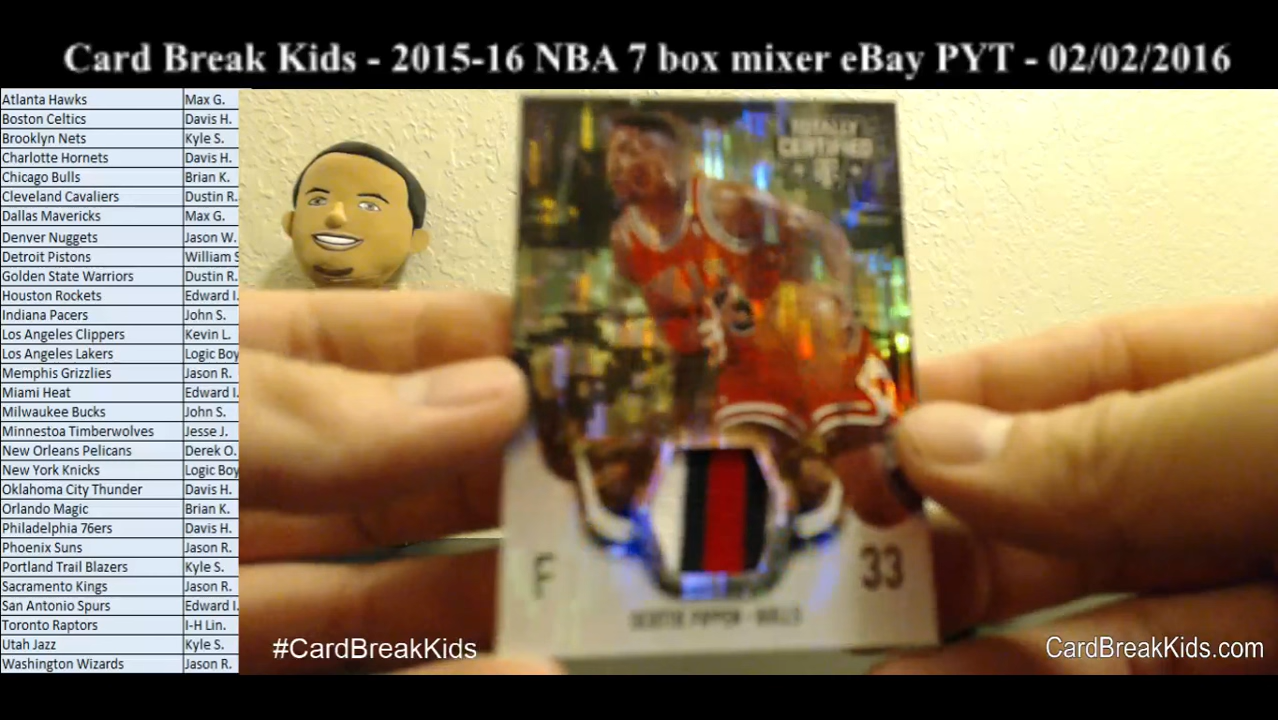 Card Break Kids - 2015-16 NBA 7 box mixer eBay PYT - 02/02/2016
Atlanta Hawks Max G.
Boston Celtics Davis H.
Brooklyn Nets Kyle S.
Charlotte Hornets Davis H.
Chicago Bulls Brian K.
Cleveland Cavaliers Dustin R.
Dallas Mavericks Max G.
Denver Nuggets Jason W.
Detroit Pistons William S
Golden State Warriors Dustin R.
Houston Rockets Edward I.
Indiana Pacers John S.
Los Angeles Clippers Kevin L.
Los Angeles Lakers Logic Boy
Memphis Grizzlies Jason R.
Miami Heat Edward I.
Milwaukee Bucks John S.
Minnestoa Timberwolves Jesse J.
New Orleans Pelicans Derek O.
New York Knicks Logic Boy
Oklahoma City Thunder Davis H.
Orlando Magic Brian K.
Philadelphia 76ers Davis H.
Phoenix Suns Jason R.
Portland Trail Blazers Kyle S.
Sacramento Kings Jason R.
San Antonio Spurs Edward I.
Toronto Raptors I-H Lin.
Utah Jazz Kyle S.
Washington Wizards Jason R.
TOTALLY
CERTIFIED
F 33
SCOTTIE PIPPEN - BULLS
#CardBreakKids
CardBreakKids.com